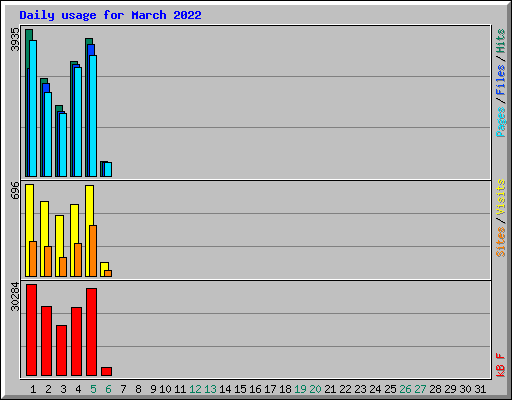 Daily usage for March 2022
3935
Pages/Files/Hits
696
Sites/Visits
30284
kB F
1 2 3 4 5 6 7 8 9 10 11 12 13 14 15 16 17 18 19 20 21 22 23 24 25 26 27 28 29 30 31